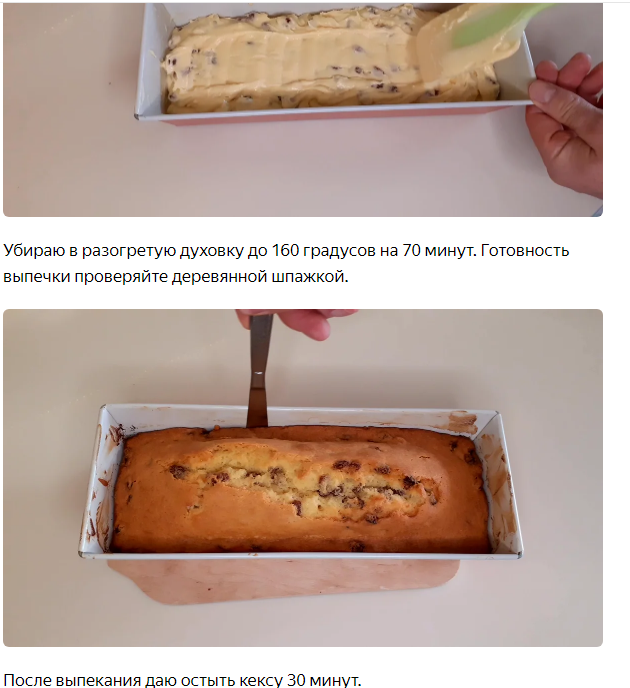 Убираю в разогретую духовку до 160 градусов на 70 минут. Готовность
выпечки проверяйте деревянной шпажкой.
После выпекания даю остыть кексу 30 минут.